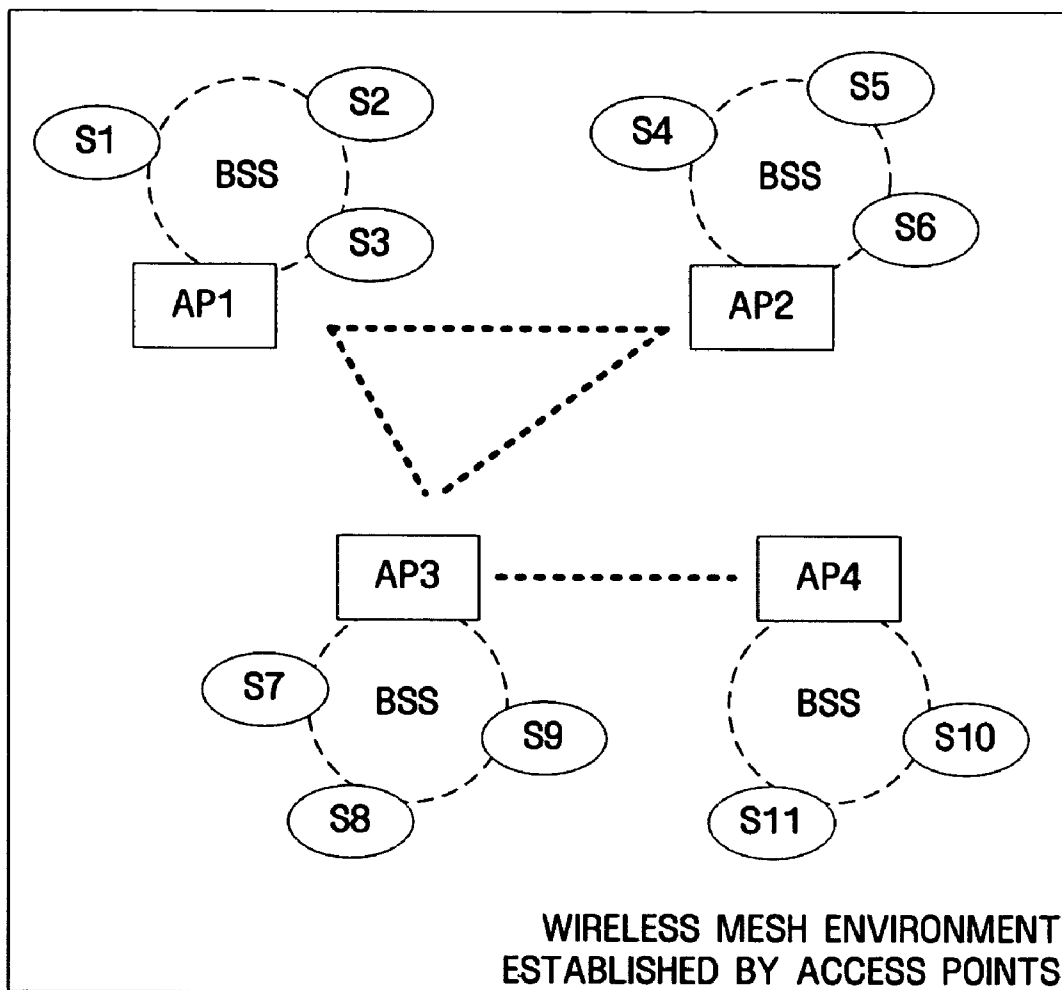 S1
S2
BSS
S3
AP1
S4
S5
BSS
S6
AP2
AP3
S7
BSS
S9
S8
AP4
BSS
S10
S11
WIRELESS MESH ENVIRONMENT
ESTABLISHED BY ACCESS POINTS